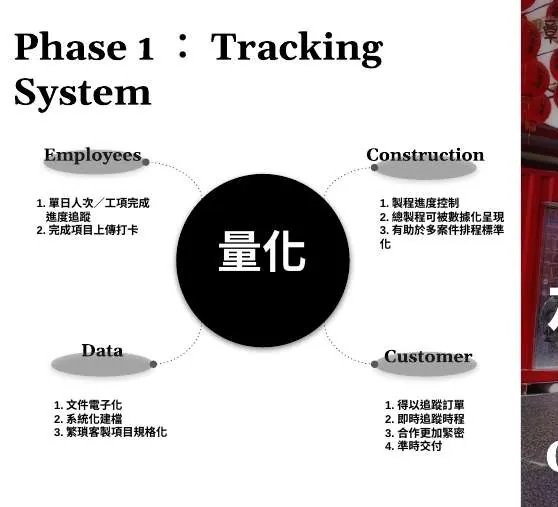 Phase 1 ： Tracking
System
Employees
1. 單日人次／工項完成
進度追蹤
2. 完成項目上傳打卡
Construction
1. 製程進度控制
2. 總製程可被數據化呈現
3. 有助於多案件排程標準
化
量化
Data
1. 文件電子化
2. 系統化建檔
3. 繁瑣客製項目規格化
Customer
1. 得以追蹤訂單
2. 即時追蹤時程
3. 合作更加緊密
4. 準時交付